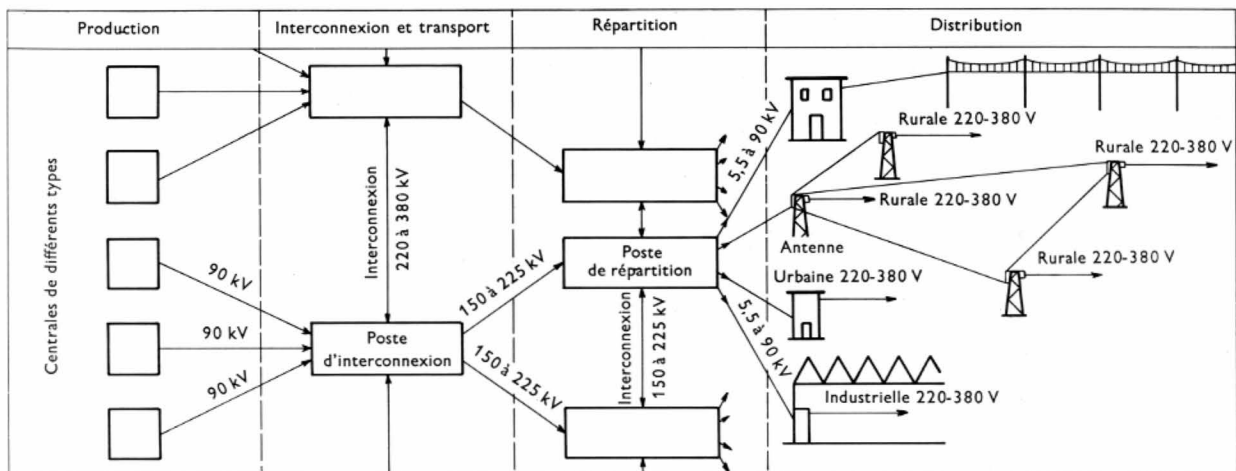 Production
Interconnexion et transport
Répartition
Distribution
Centrales de différents types
90 kV
90 kV
90 kV
Interconnexion
220 à 380 kV
Poste
d'interconnexion
150 à 225 kV
150 à 225 kV
Poste
de répartition
Interconnexion
150 à 225 kV
5,5 à 90 kV
5,5 à 90 kV
Rurale 220-380 V
Rurale 220-380 V
Rurale 220-380 V
Antenne
Rurale 220-380 V
Urbaine 220-380 V
Industrielle 220-380 V